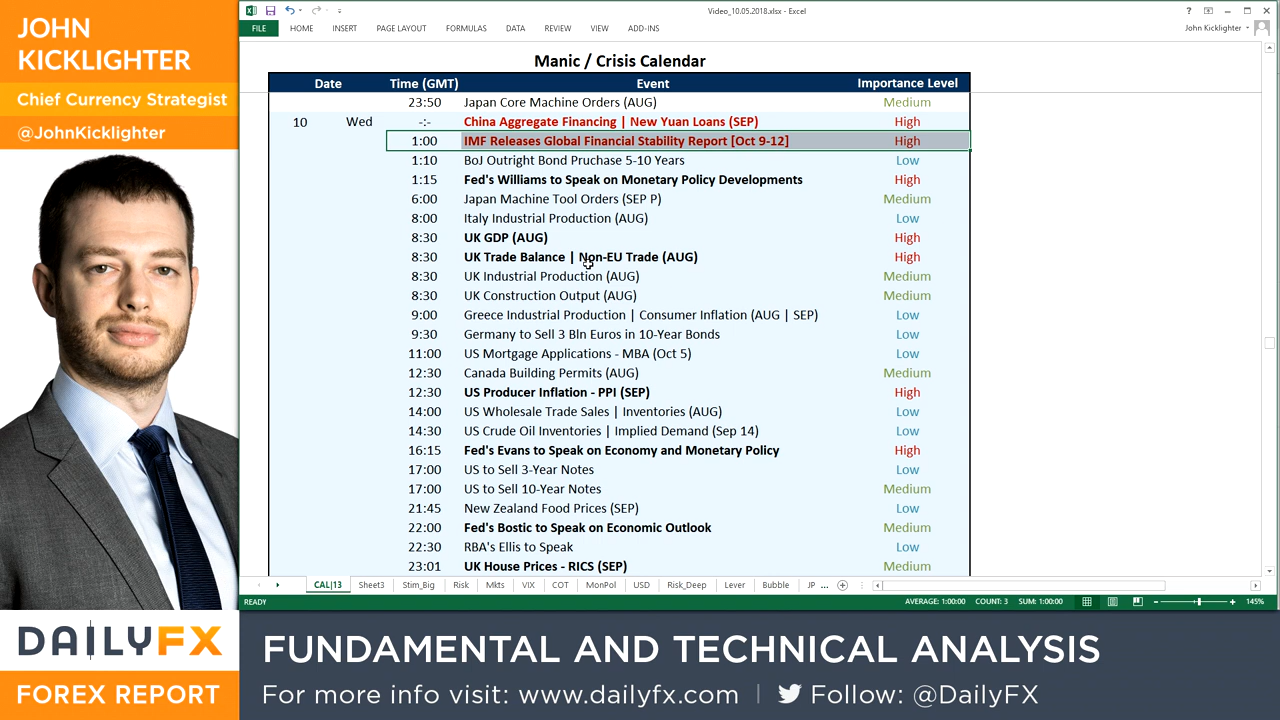 JOHN
KICKLIGHTER
Chief Currency Strategist
@JohnKicklighter
Video_10.05.2018.xlsx - Excel
FILE HOME INSERT PAGE LAYOUT FORMULAS DATA REVIEW VIEW ADD-INS John Kicklighter
Manic / Crisis Calendar
Date Time (GMT) Event Importance Level
23:50 Japan Core Machine Orders (AUG) Medium
10 Wed -:- China Aggregate Financing | New Yuan Loans (SEP) High
1:00 IMF Releases Global Financial Stability Report [Oct 9-12] High
1:10 BoJ Outright Bond Pruchase 5-10 Years Low
1:15 Fed's Williams to Speak on Monetary Policy Developments High
6:00 Japan Machine Tool Orders (SEP P) Medium
8:00 Italy Industrial Production (AUG) Low
8:30 UK GDP (AUG) High
8:30 UK Trade Balance | Non-EU Trade (AUG) High
8:30 UK Industrial Production (AUG) Medium
8:30 UK Construction Output (AUG) Medium
9:00 Greece Industrial Production | Consumer Inflation (AUG | SEP) Low
9:30 Germany to Sell 3 Bln Euros in 10-Year Bonds Low
11:00 US Mortgage Applications - MBA (Oct 5) Low
12:30 Canada Building Permits (AUG) Medium
12:30 US Producer Inflation - PPI (SEP) High
14:00 US Wholesale Trade Sales | Inventories (AUG) Low
14:30 US Crude Oil Inventories | Implied Demand (Sep 14) Low
16:15 Fed's Evans to Speak on Economy and Monetary Policy High
17:00 US to Sell 3-Year Notes Low
17:00 US to Sell 10-Year Notes Medium
21:45 New Zealand Food Prices (SEP) Low
22:00 Fed's Bostic to Speak on Economic Outlook Medium
22:30 RBA's Ellis to Speak Low
23:01 UK House Prices - RICS (SEP) Medium
CAL|13 Sheet3 Stim_Big Risk Mkts VIX COT MonPol USD Risk_Deep Lever Bubble JP ...
READY AVERAGE: 1:00:00 COUNT: 3 SUM: 1:00:00 145%
DAILYFX
FOREX REPORT
FUNDAMENTAL AND TECHNICAL ANALYSIS
For more info visit: www.dailyfx.com | Follow: @DailyFX